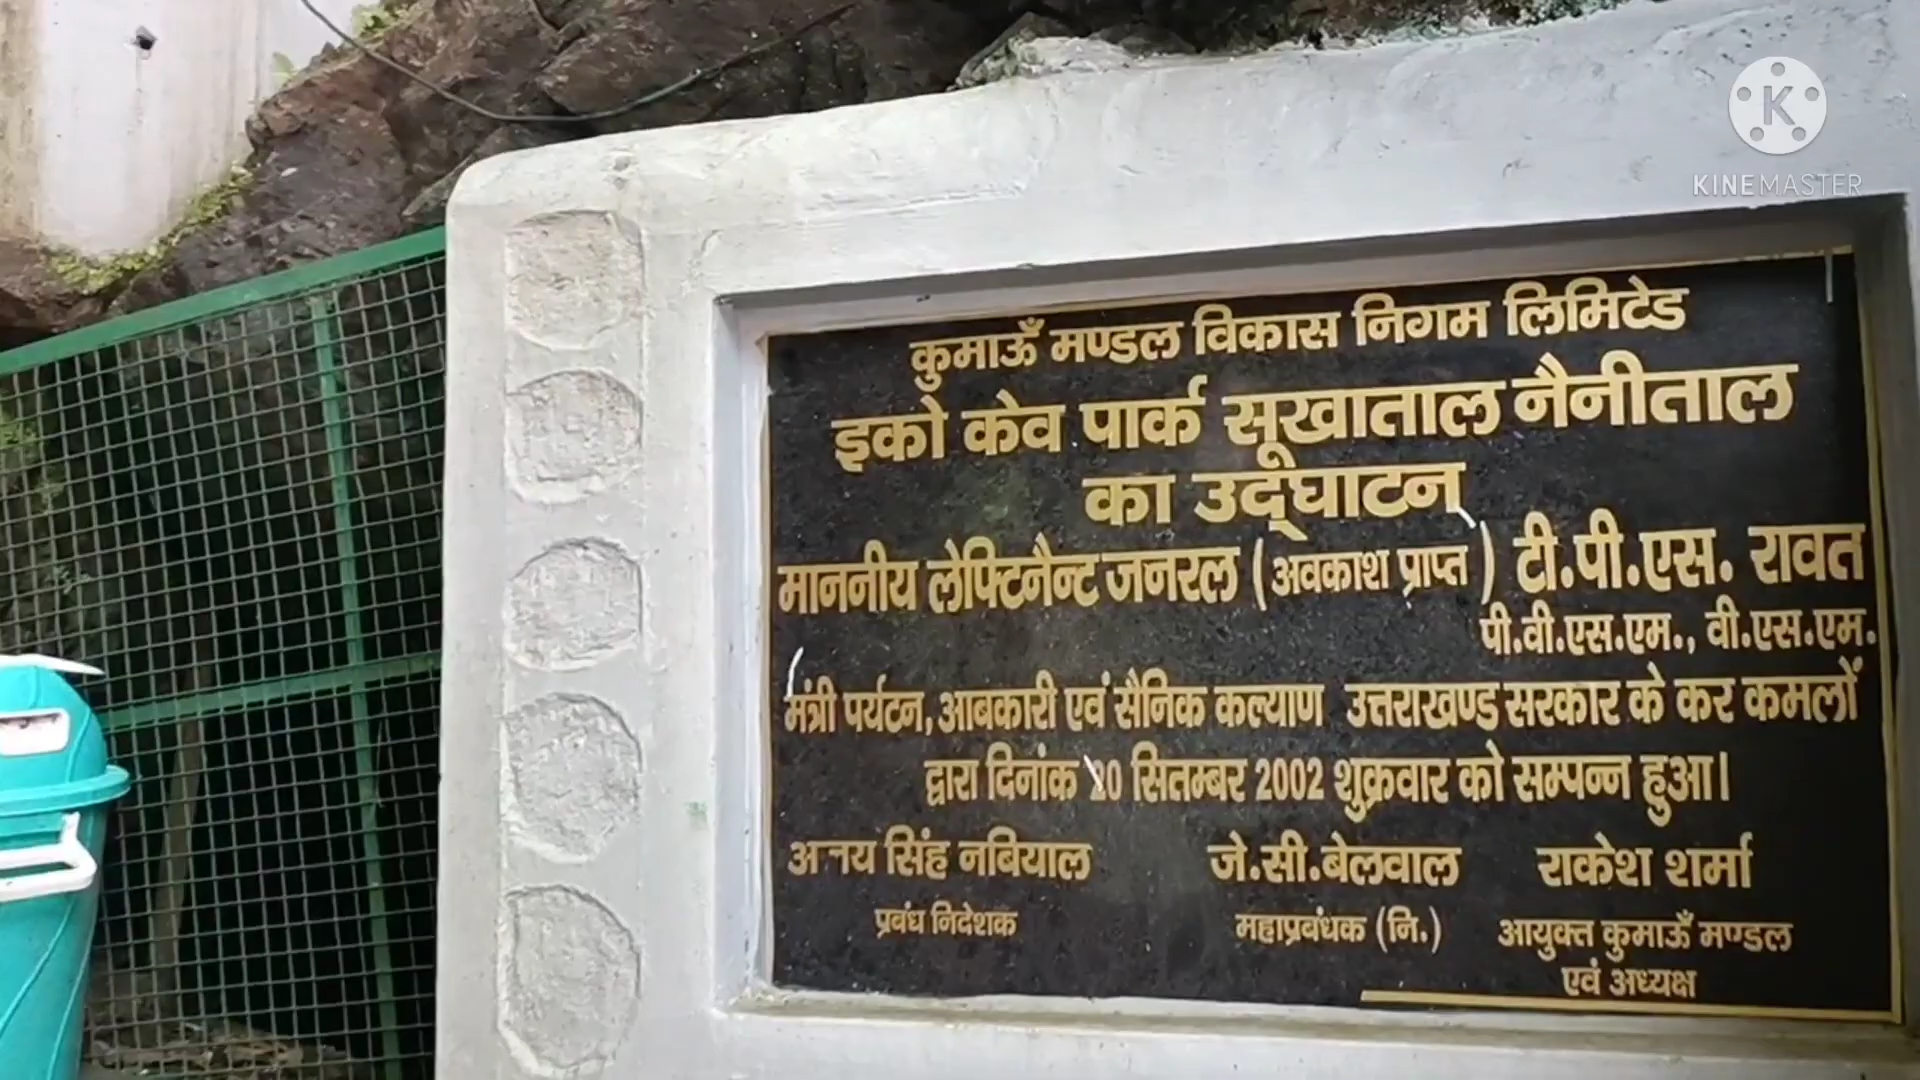 K
KINEMASTER
कुमाऊँ मण्डल विकास निगम लिमिटेड
इको केव पार्क सूखाताल नैनीताल
का उद्घाटन
माननीय लेफ्टिनैन्ट जनरल (अवकाश प्राप्त) टी.पी.एस. रावत
पी.वी.एस.एम., वी.एस.एम.
मंत्री पर्यटन, आबकारी एवं सैनिक कल्याण उत्तराखण्ड सरकार के कर कमलों
द्वारा दिनांक 20 सितम्बर 2002 शुक्रवार को सम्पन्न हुआ।
सिंह नबियाल जे.सी.बेलवाल राकेश शर्मा
प्रवंध निदेशक महाप्रबंधक (नि.) आयुक्त कुमाऊँ मण्डल
एवं अध्यक्ष